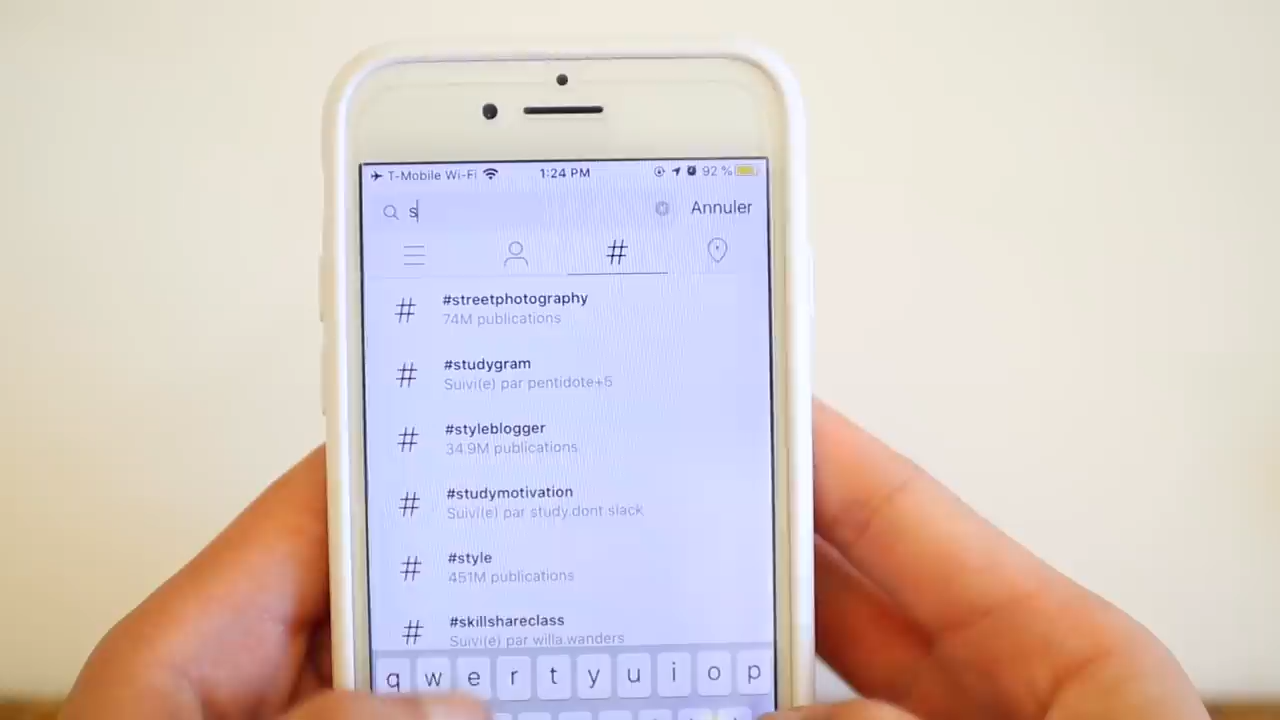 T-Mobile Wi-Fi 1:24 PM 92 %
s Annuler
#
# #streetphotography
74M publications
# #studygram
Suivi(e) par pentidote+5
# #styleblogger
34.9M publications
# #studymotivation
Suivi(e) par study.dont.slack
# #style
451M publications
# #skillshareclass
Suivi(e) par willa.wanders
q w e r t y u i o p